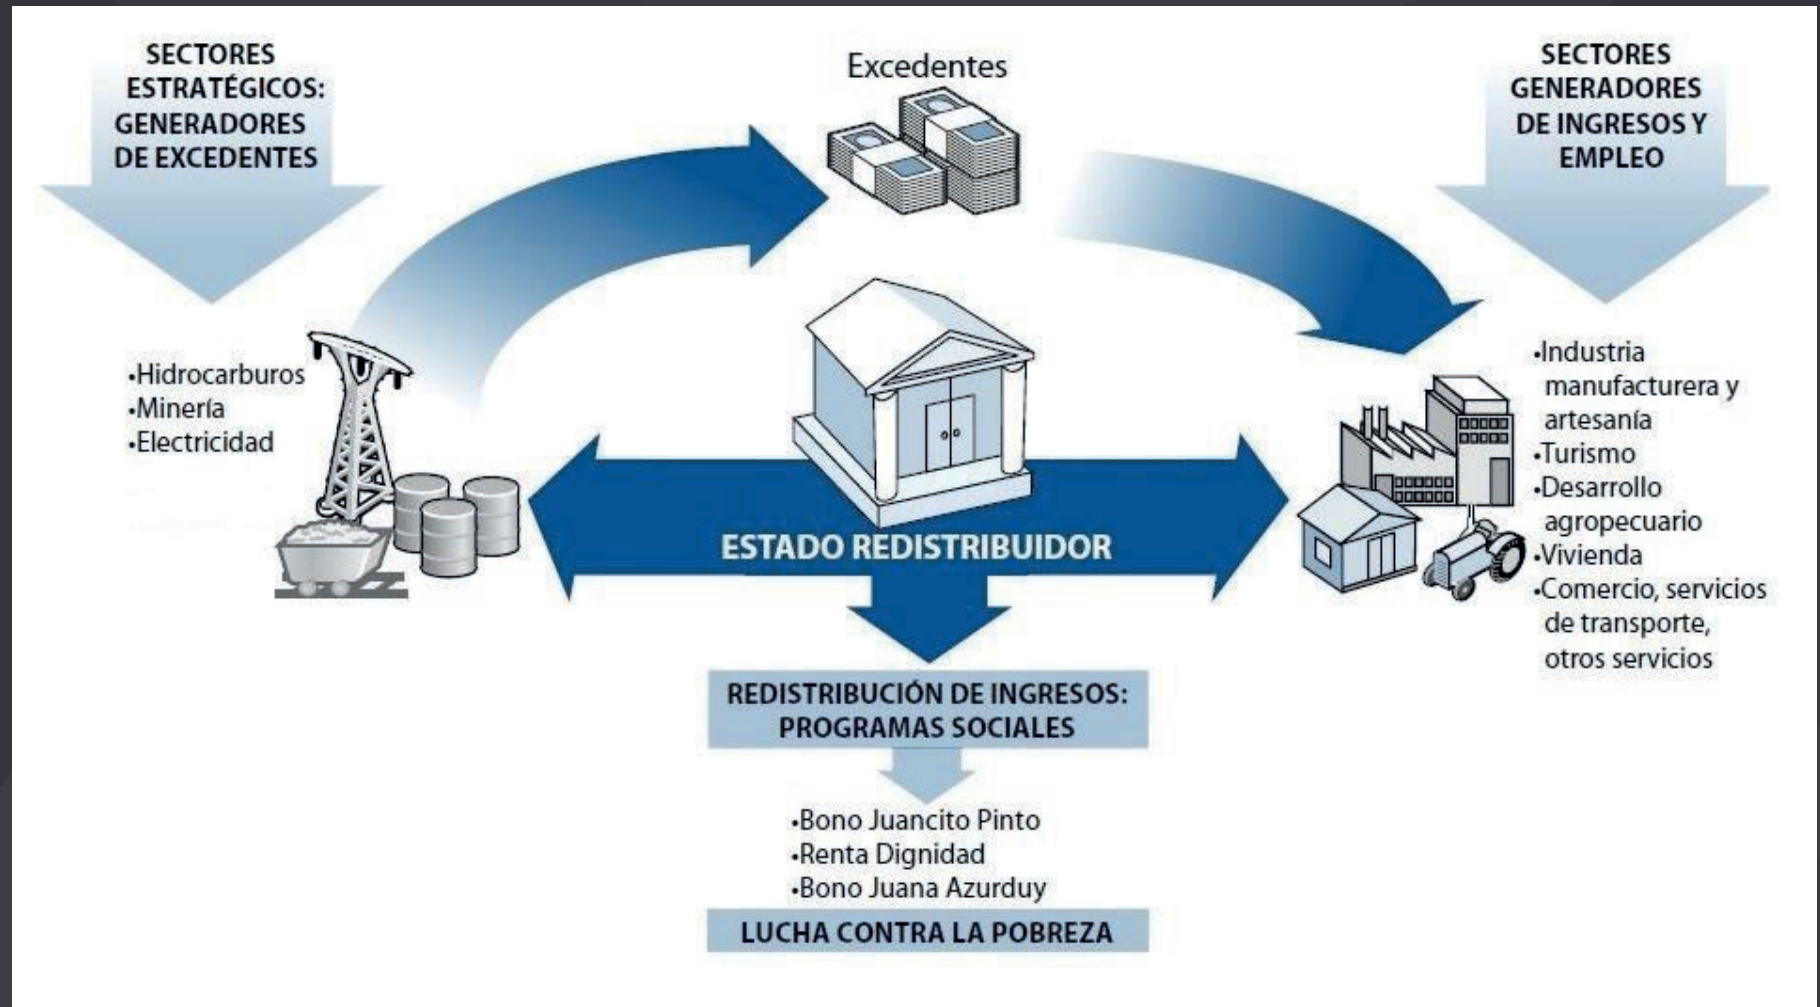 SECTORES
ESTRATÉGICOS:
GENERADORES
DE EXCEDENTES
Excedentes
SECTORES
GENERADORES
DE INGRESOS Y
EMPLEO
•Hidrocarburos
•Minería
•Electricidad
•Industria
manufacturera y
artesanía
•Turismo
•Desarrollo
agropecuario
•Vivienda
•Comercio, servicios
de transporte,
otros servicios
ESTADO REDISTRIBUIDOR
REDISTRIBUCIÓN DE INGRESOS:
PROGRAMAS SOCIALES
•Bono Juancito Pinto
•Renta Dignidad
•Bono Juana Azurduy
LUCHA CONTRA LA POBREZA